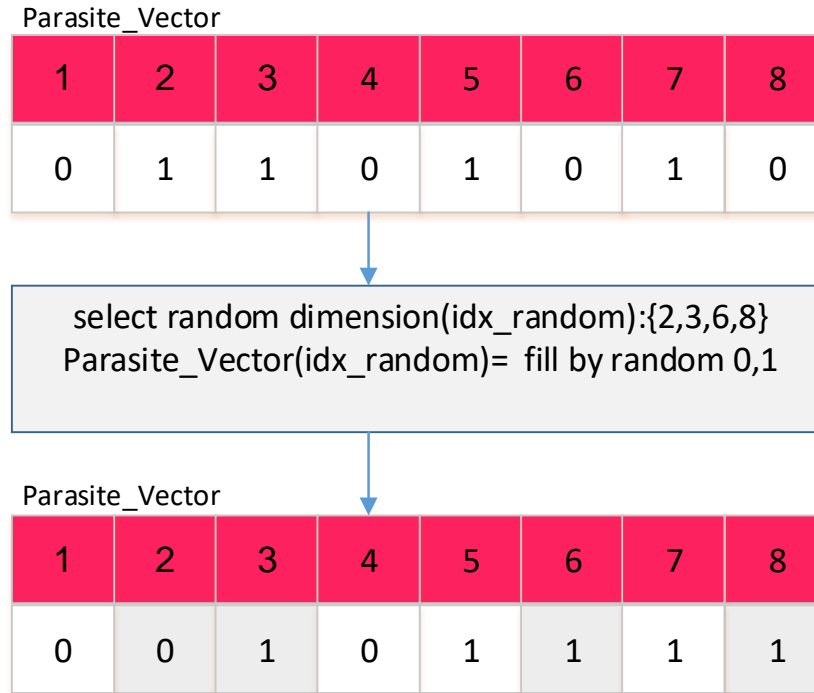 Parasite_Vector
1 2 3 4 5 6 7 8
0 1 1 0 1 0 1 0
select random dimension(idx_random):{2,3,6,8}
Parasite_Vector(idx_random)= fill by random 0,1
Parasite_Vector
1 2 3 4 5 6 7 8
0 0 1 0 1 1 1 1